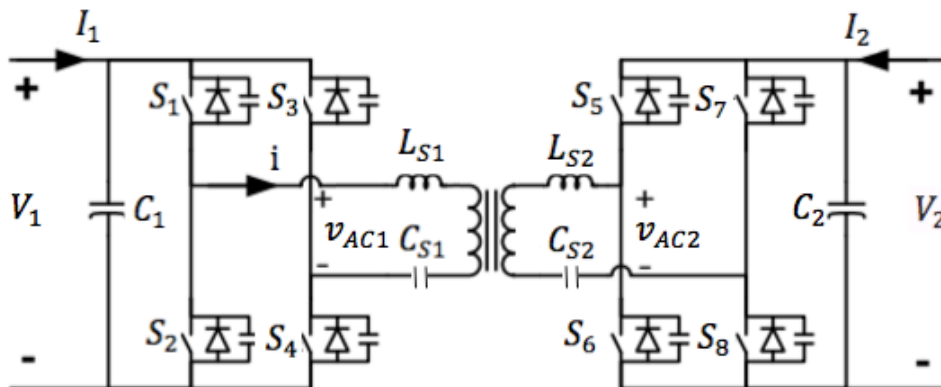 I₁
I₂
+
S₁
S₃
S₅
S₇
+
L_S1
L_S2
i
V₁
C₁
+
v_AC1
-
C_S1
C_S2
+
v_AC2
-
C₂
V₂
S₂
S₄
S₆
S₈
-
-